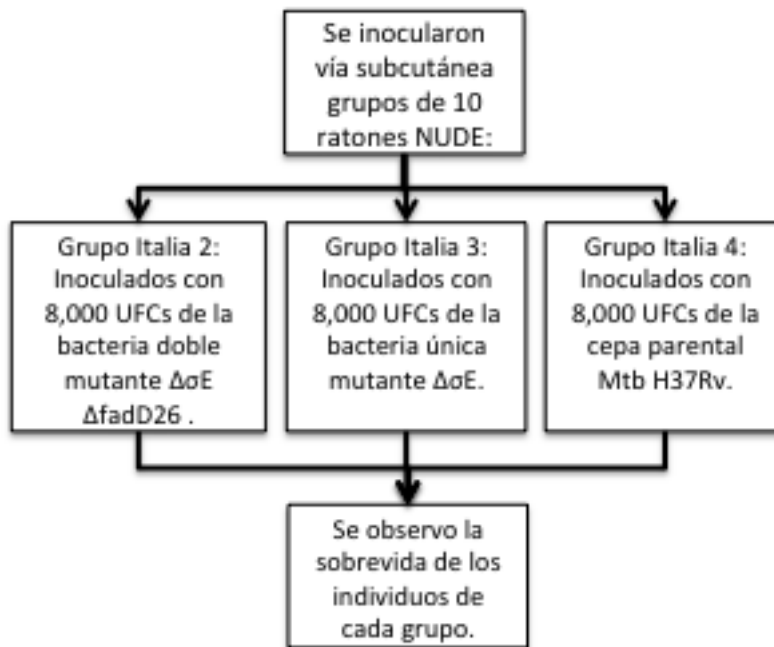 Se inocularon
vía subcutánea
grupos de 10
ratones NUDE:
Grupo Italia 2:
Inoculados con
8,000 UFCs de la
bacteria doble
mutante ΔσE
ΔfadD26 .
Grupo Italia 3:
Inoculados con
8,000 UFCs de la
bacteria única
mutante ΔσE.
Grupo Italia 4:
Inoculados con
8,000 UFCs de la
cepa parental
Mtb H37Rv.
Se observo la
sobrevida de los
individuos de
cada grupo.